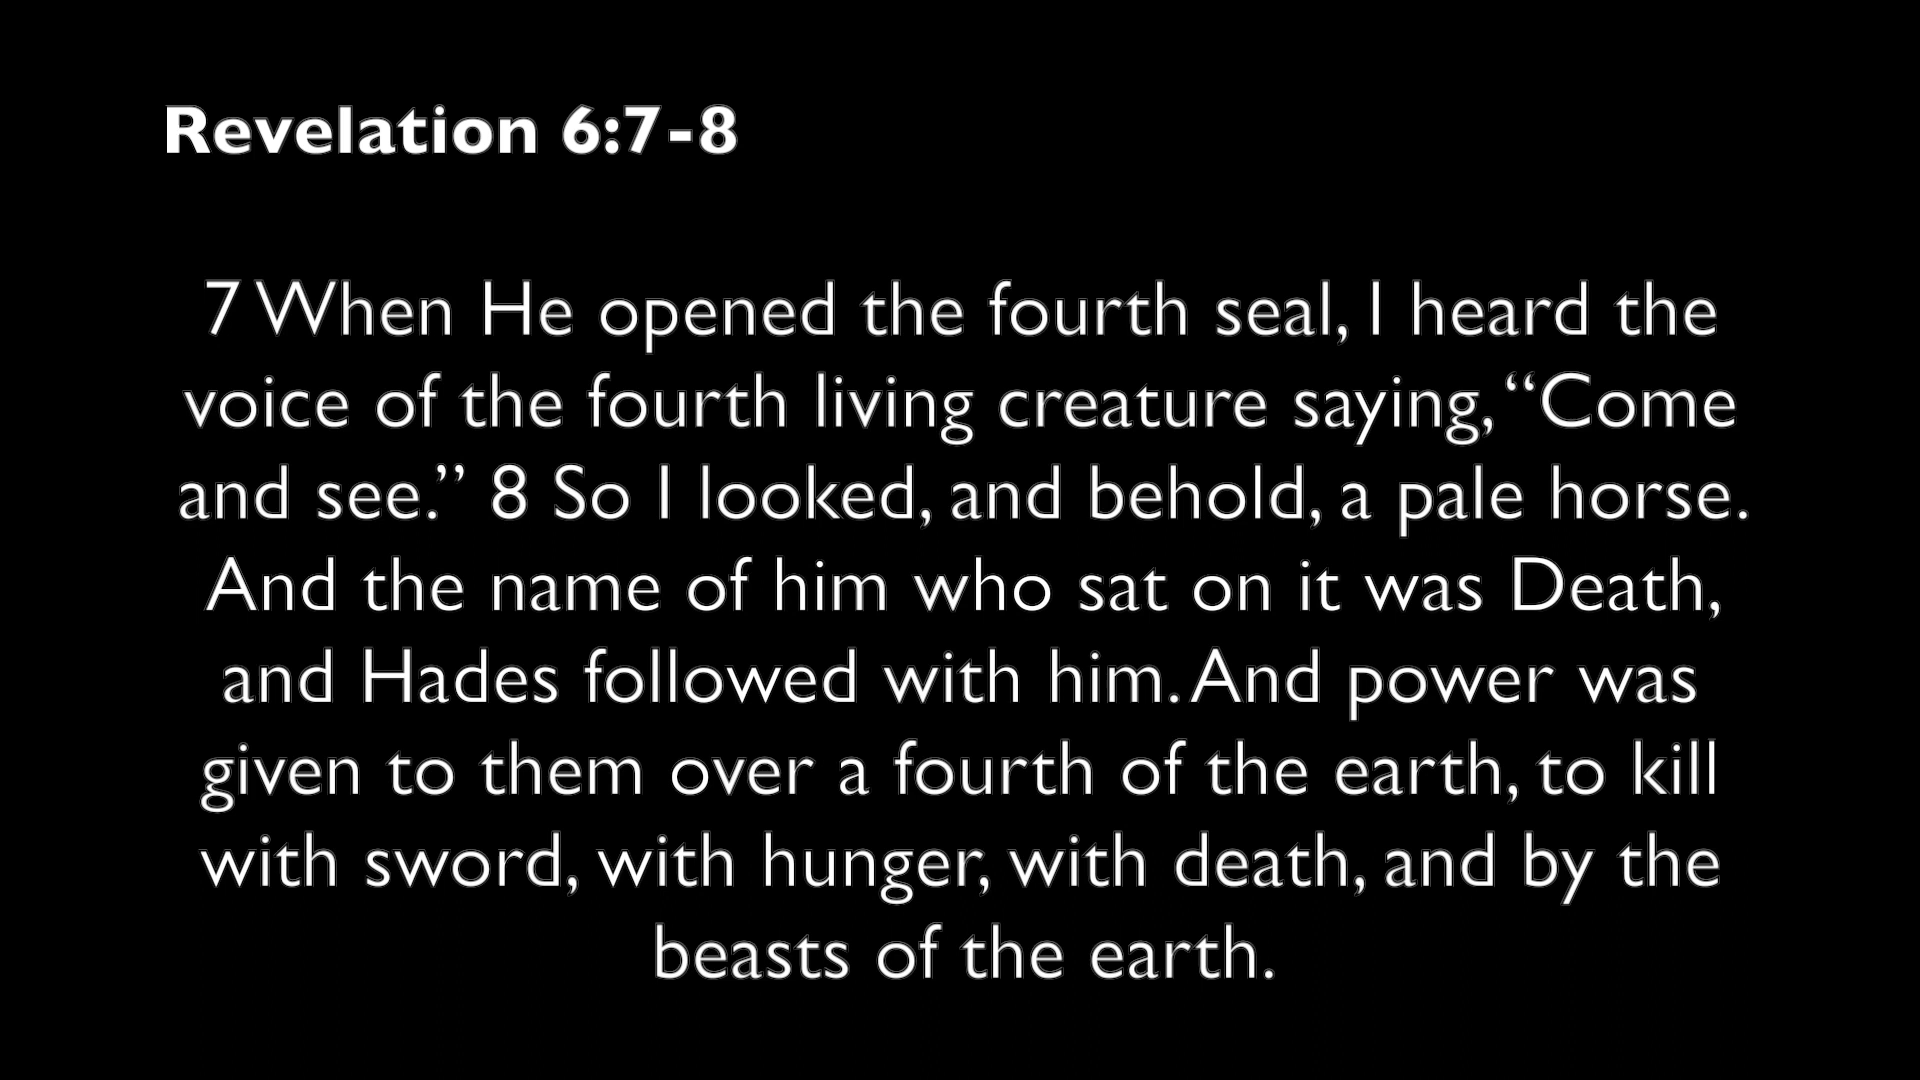 Revelation 6:7-8
7 When He opened the fourth seal, I heard the
voice of the fourth living creature saying, “Come
and see.” 8 So I looked, and behold, a pale horse.
And the name of him who sat on it was Death,
and Hades followed with him. And power was
given to them over a fourth of the earth, to kill
with sword, with hunger, with death, and by the
beasts of the earth.